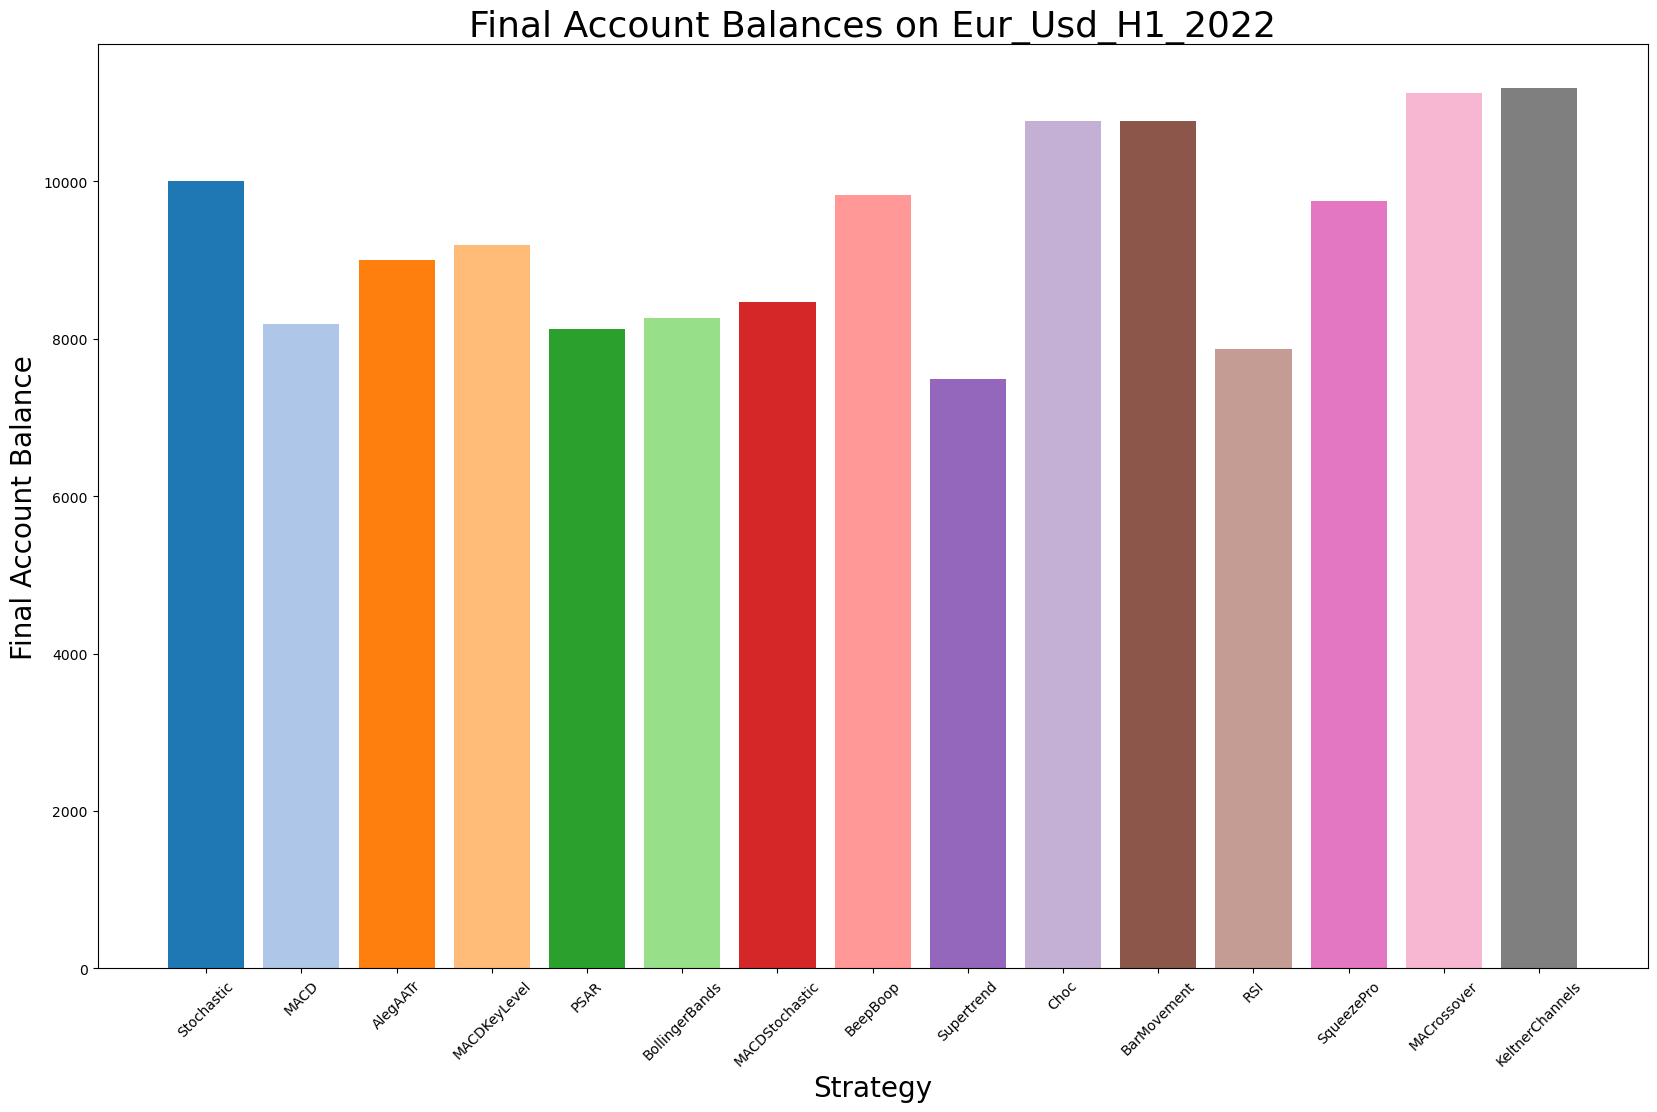 Final Account Balances on Eur_Usd_H1_2022
Final Account Balance
10000
8000
6000
4000
2000
0
Stochastic
MACD
AlegAATr
MACDKeyLevel
PSAR
BollingerBands
MACDStochastic
BeepBoop
Supertrend
Choc
BarMovement
RSI
SqueezePro
MACrossover
KeltnerChannels
Strategy